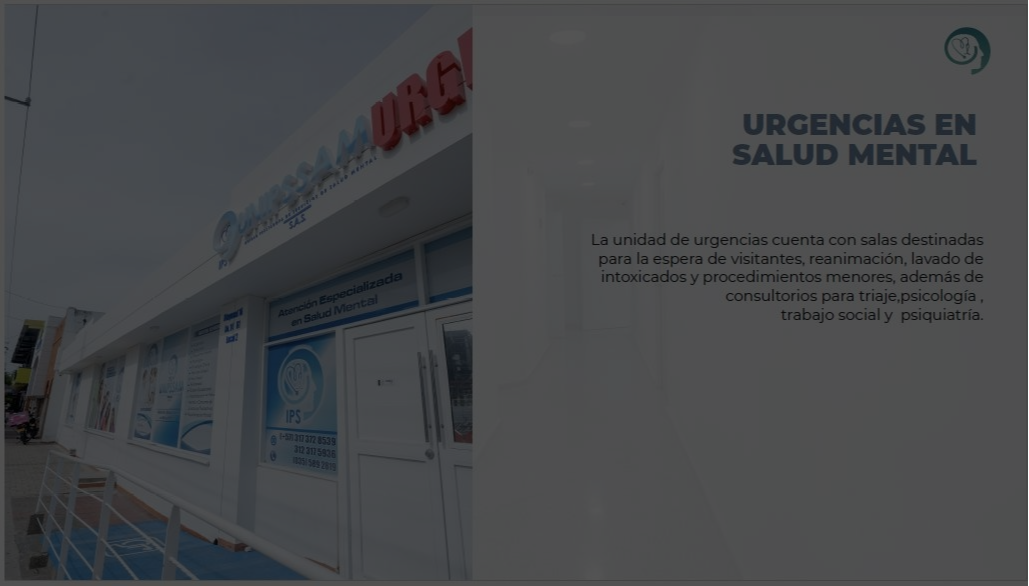 URGE
UNIPSSAM
S.A.S.
Atención Especializada
en Salud Mental
IPS
URGENCIAS EN
SALUD MENTAL
La unidad de urgencias cuenta con salas destinadas
para la espera de visitantes, reanimación, lavado de
intoxicados y procedimientos menores, además de
consultorios para triaje,psicología ,
trabajo social y psiquiatría.